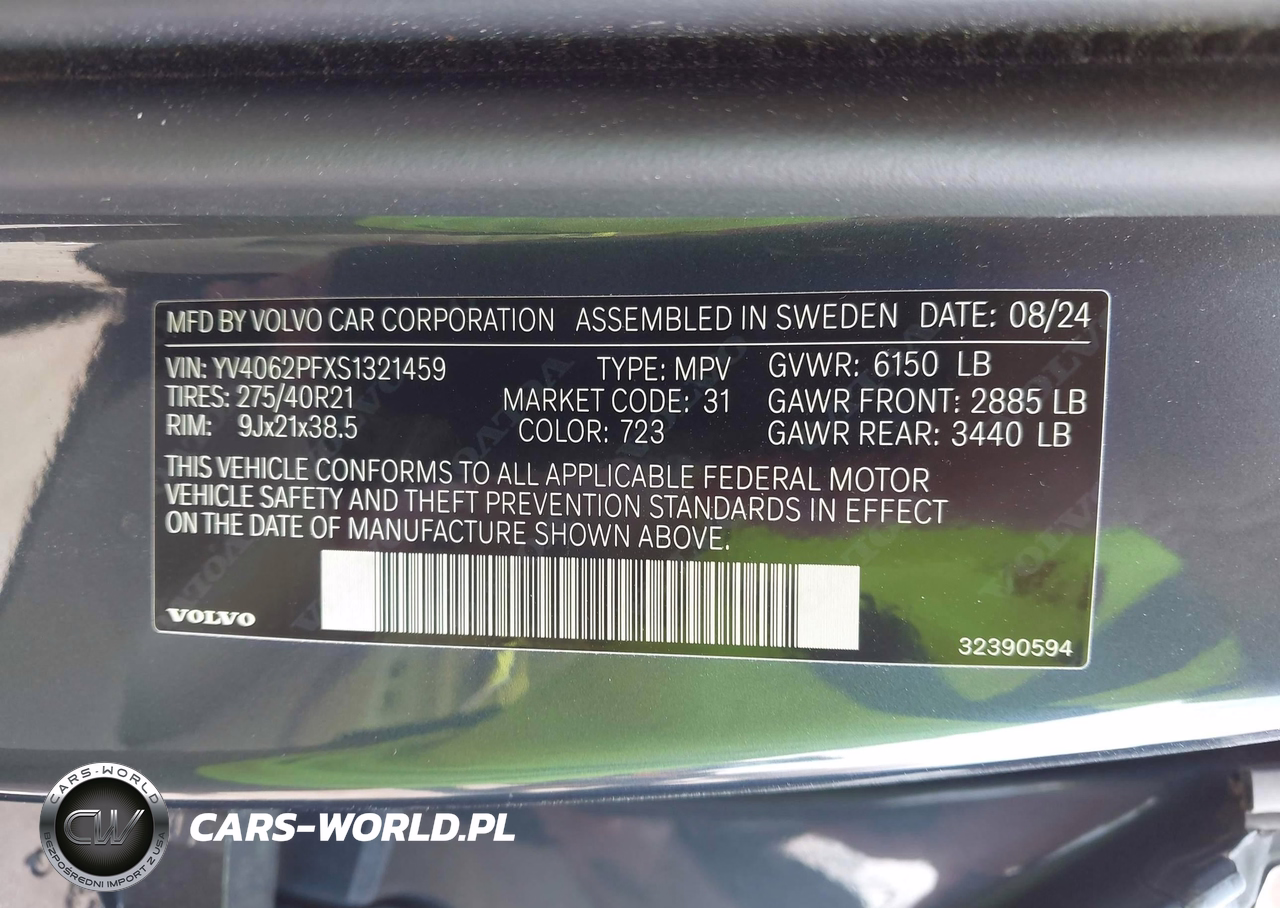 MFD BY VOLVO CAR CORPORATION ASSEMBLED IN SWEDEN DATE: 08/24
VIN: YV4062PFXS1321459 TYPE: MPV GVWR: 6150 LB
TIRES: 275/40R21 MARKET CODE: 31 GAWR FRONT: 2885 LB
RIM: 9Jx21x38.5 COLOR: 723 GAWR REAR: 3440 LB
THIS VEHICLE CONFORMS TO ALL APPLICABLE FEDERAL MOTOR
VEHICLE SAFETY AND THEFT PREVENTION STANDARDS IN EFFECT
ON THE DATE OF MANUFACTURE SHOWN ABOVE.
VOLVO
32390594
CARS-WORLD
CW
BEZPOŚREDNI IMPORT Z USA
CARS-WORLD.PL